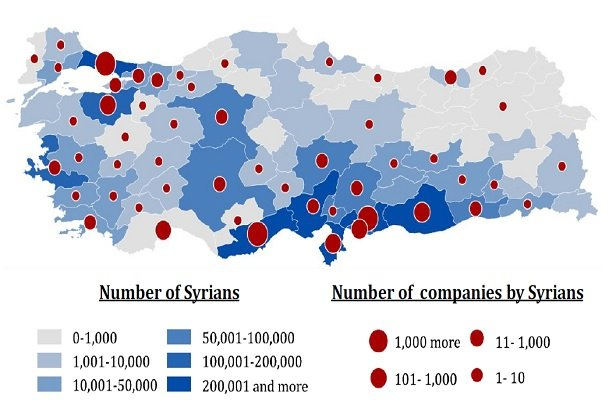 Number of Syrians
0-1,000
1,001-10,000
10,001-50,000
50,001-100,000
100,001-200,000
200,001 and more
Number of companies by Syrians
1,000 more
101- 1,000
11- 1,000
1- 10